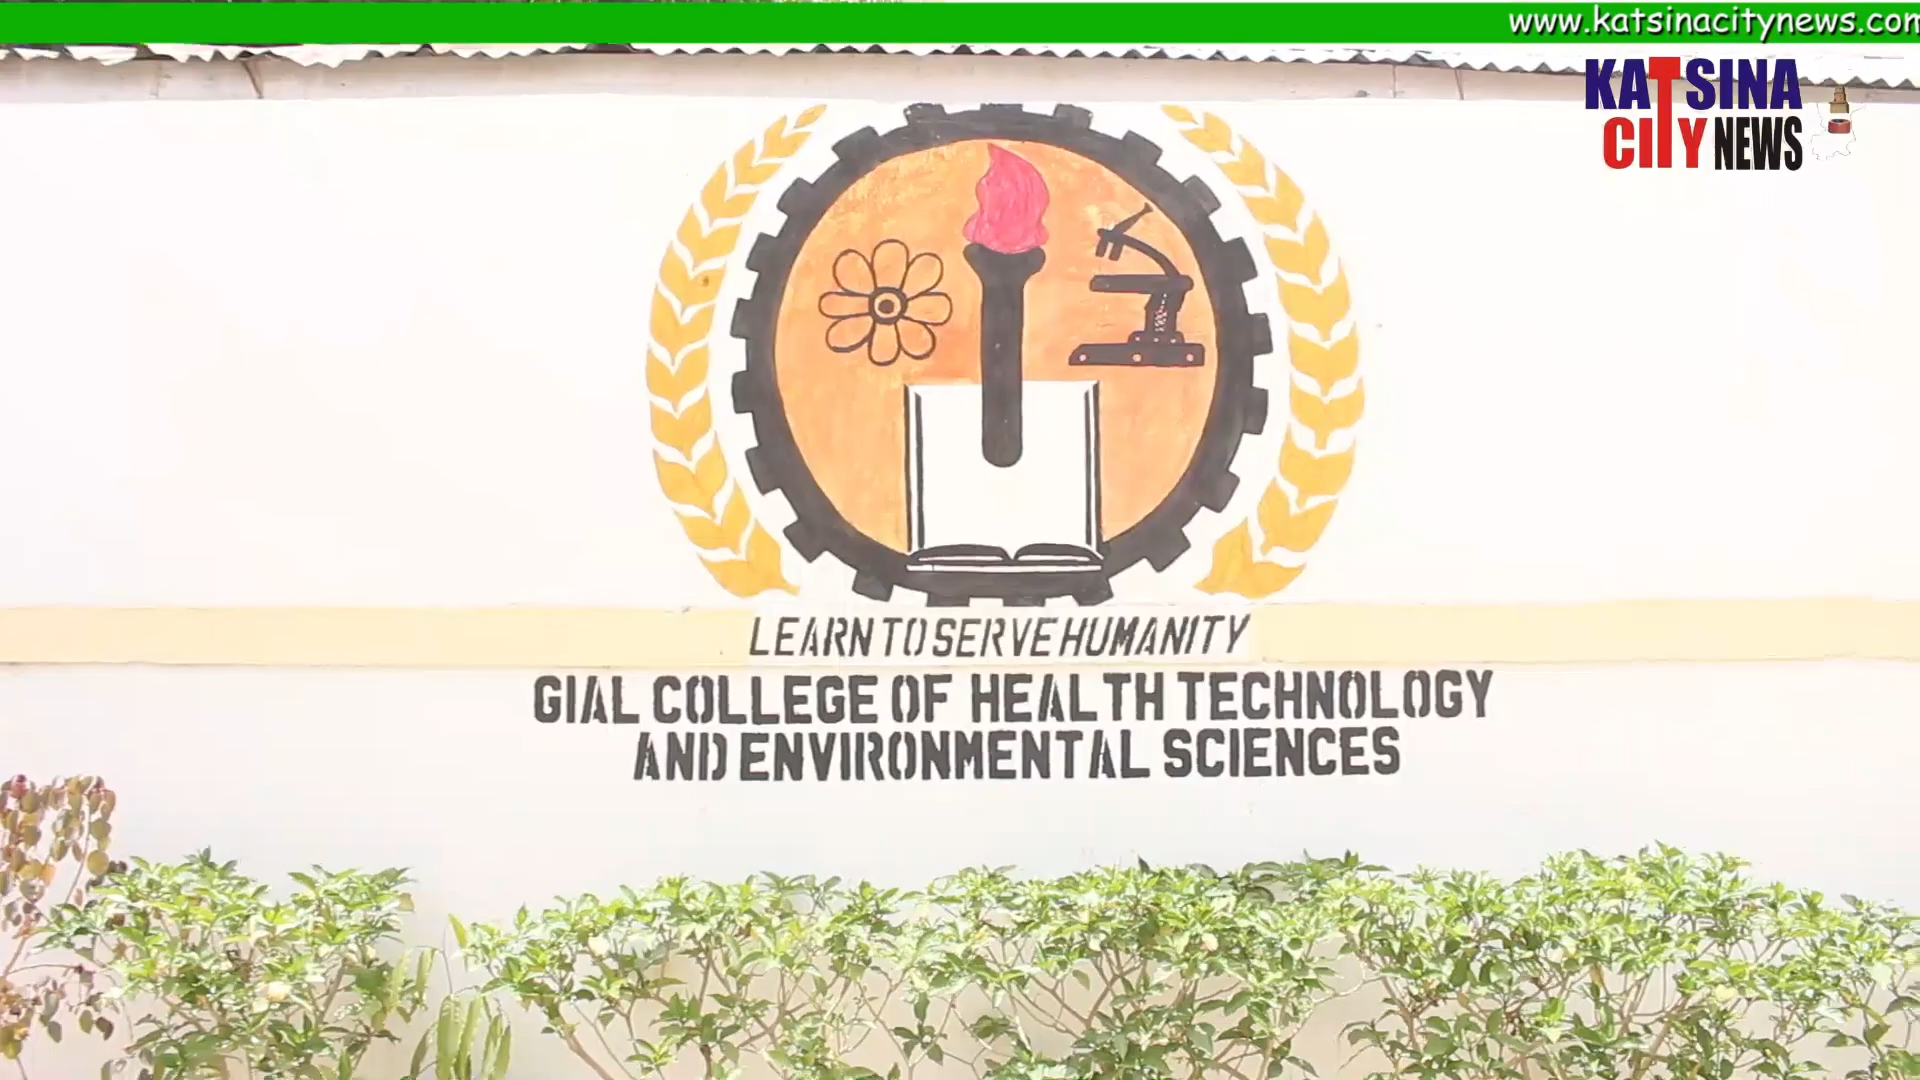 www.katsinacitynews.com
KATSINA
CITY NEWS
LEARN TO SERVE HUMANITY
GIAL COLLEGE OF HEALTH TECHNOLOGY
AND ENVIRONMENTAL SCIENCES